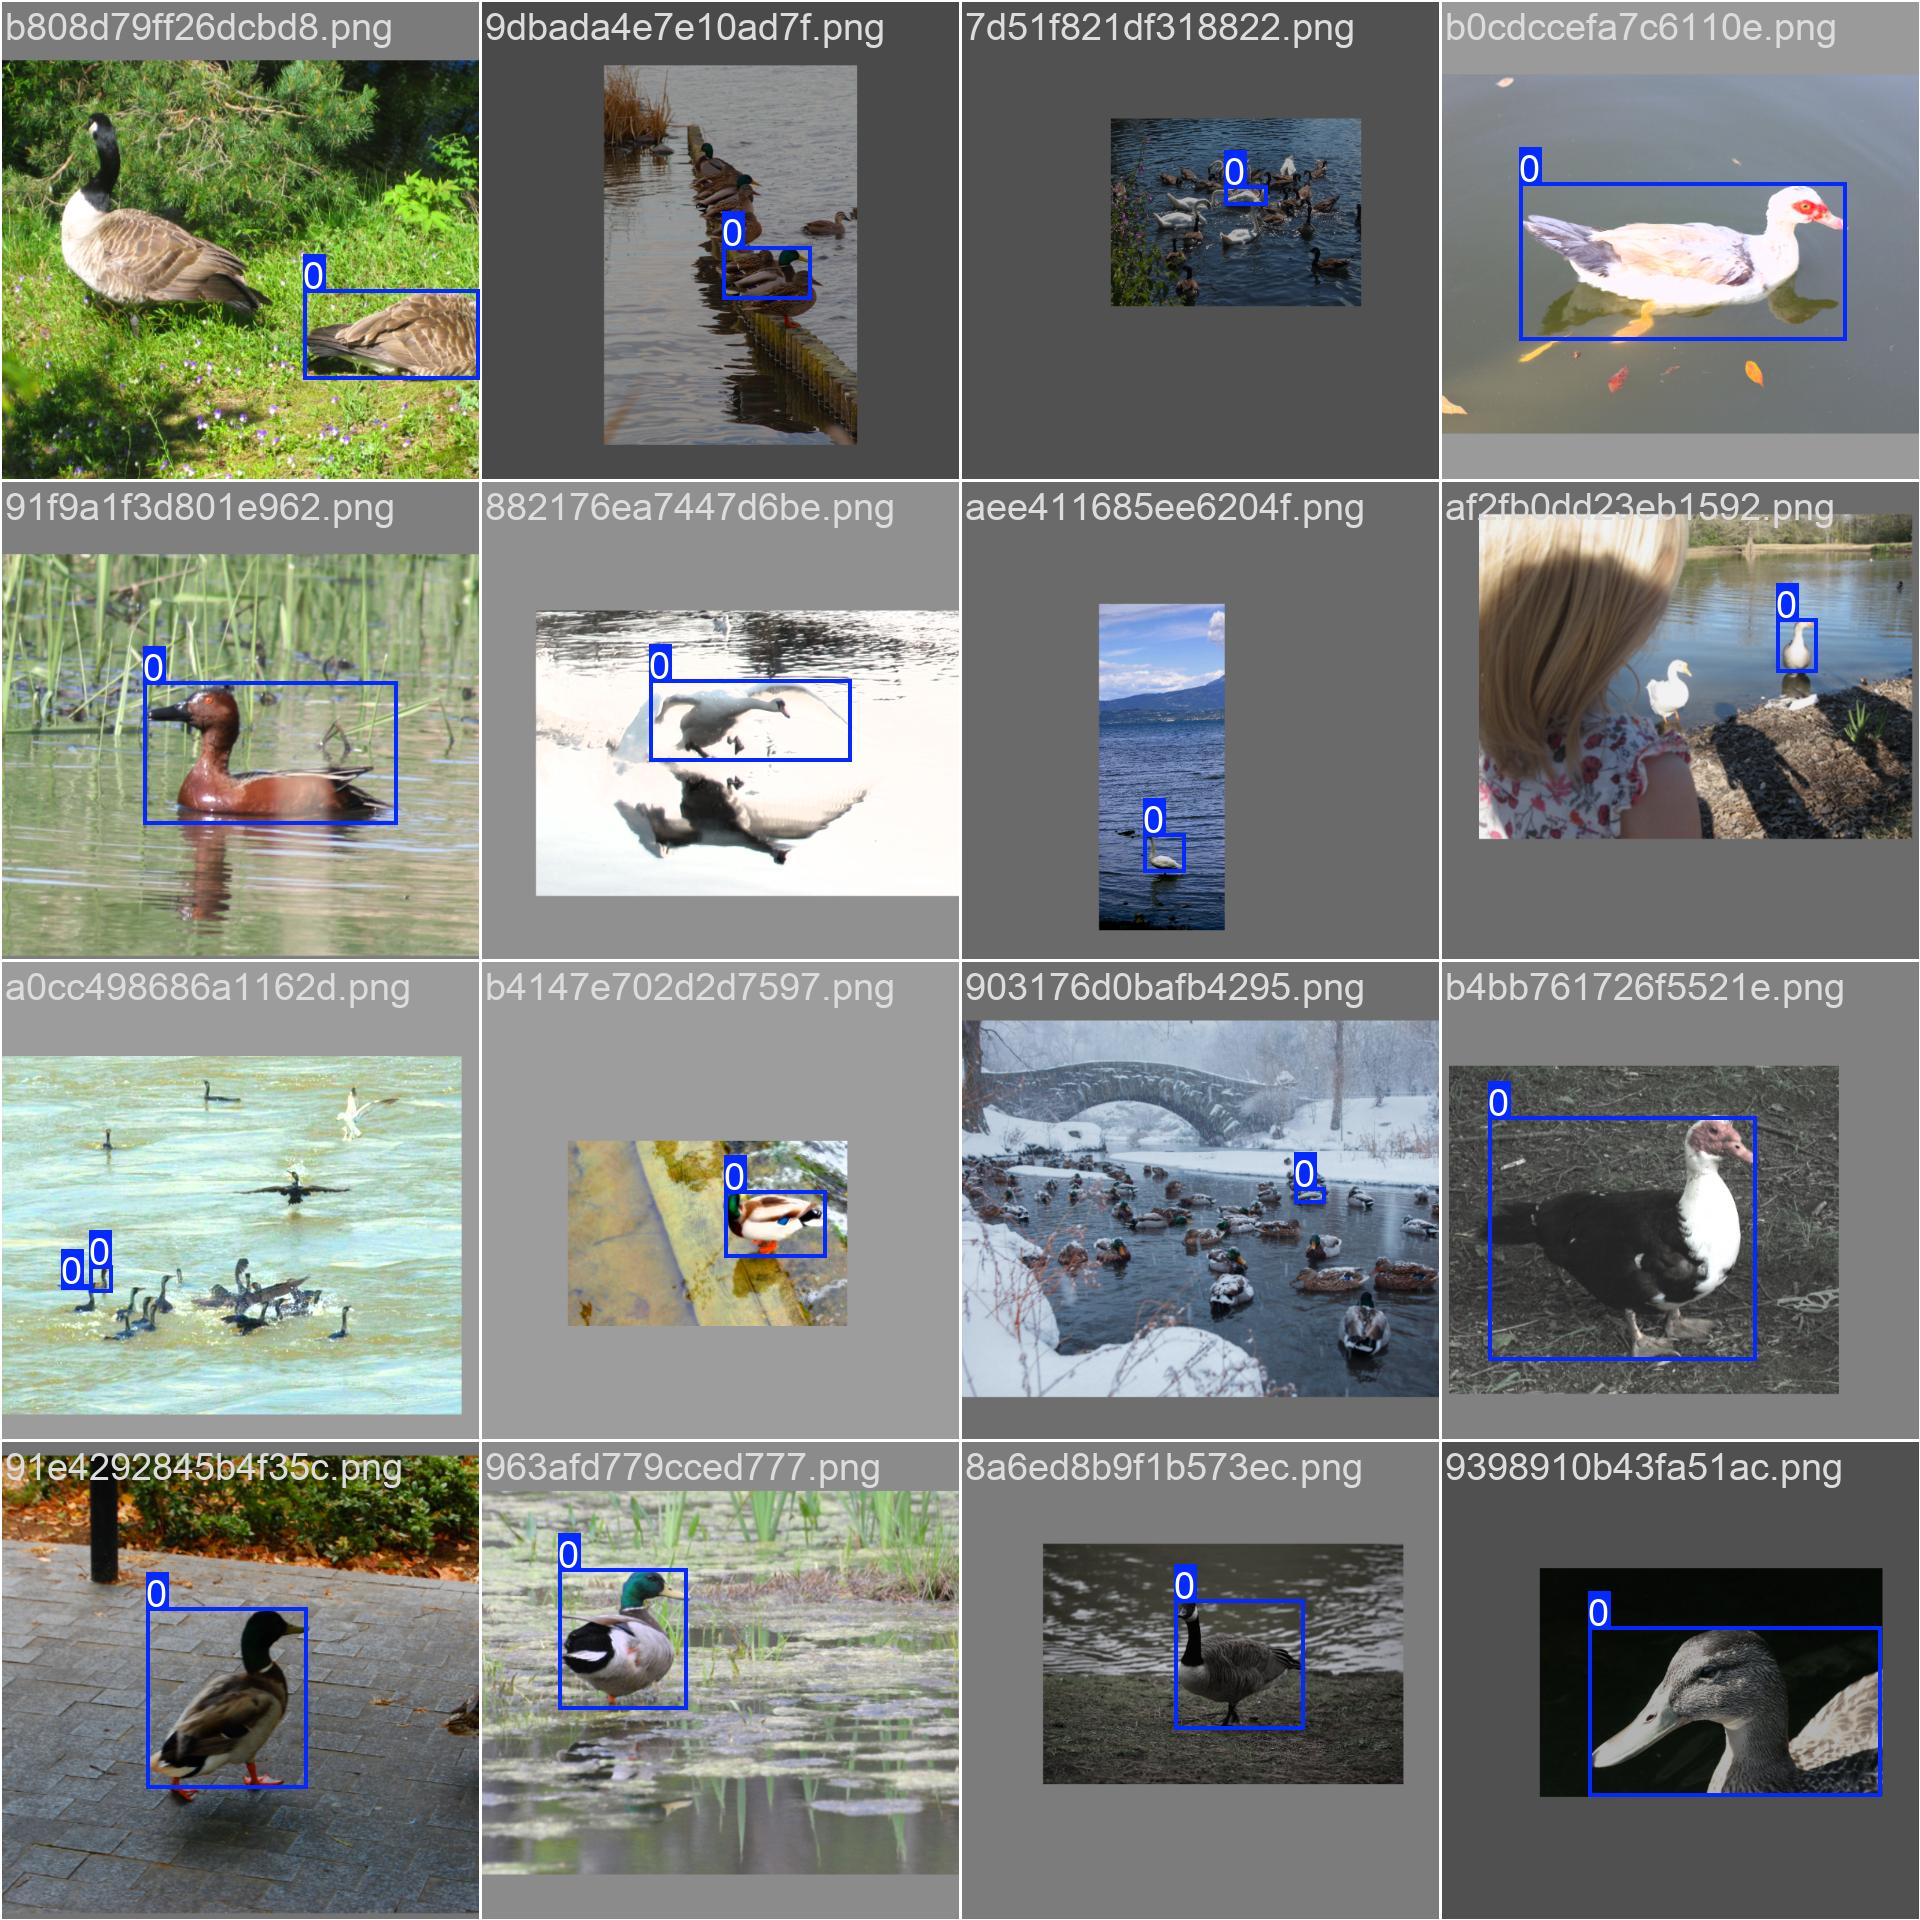 b808d79ff26dcbd8.png
9dbada4e7e10ad7f.png
7d51f821df318822.png
b0cdccefa7c6110e.png
0
0
0
0
91f9a1f3d801e962.png
882176ea7447d6be.png
aee411685ee6204f.png
af2fb0dd23eb1592.png
0
0
0
0
a0cc498686a1162d.png
b4147e702d2d7597.png
903176d0bafb4295.png
b4bb761726f5521e.png
0
0
0
0
0
91e4292845b4f35c.png
963afd779cced777.png
8a6ed8b9f1b573ec.png
9398910b43fa51ac.png
0
0
0
0